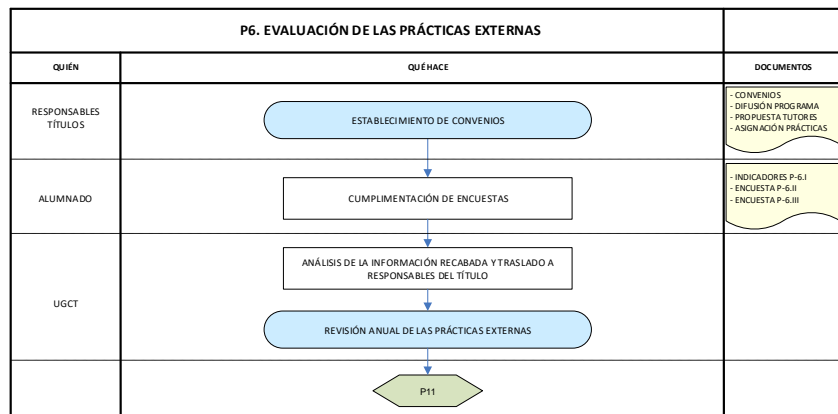 P6. EVALUACIÓN DE LAS PRÁCTICAS EXTERNAS
QUIÉN
QUÉ HACE
DOCUMENTOS
RESPONSABLES
TÍTULOS
ESTABLECIMIENTO DE CONVENIOS
- CONVENIOS
- DIFUSIÓN PROGRAMA
- PROPUESTA TUTORES
- ASIGNACIÓN PRÁCTICAS
ALUMNADO
CUMPLIMENTACIÓN DE ENCUESTAS
- INDICADORES P-6.I
- ENCUESTA P-6.II
- ENCUESTA P-6.III
UGCT
ANÁLISIS DE LA INFORMACIÓN RECABADA Y TRASLADO A
RESPONSABLES DEL TÍTULO
REVISIÓN ANUAL DE LAS PRÁCTICAS EXTERNAS
P11